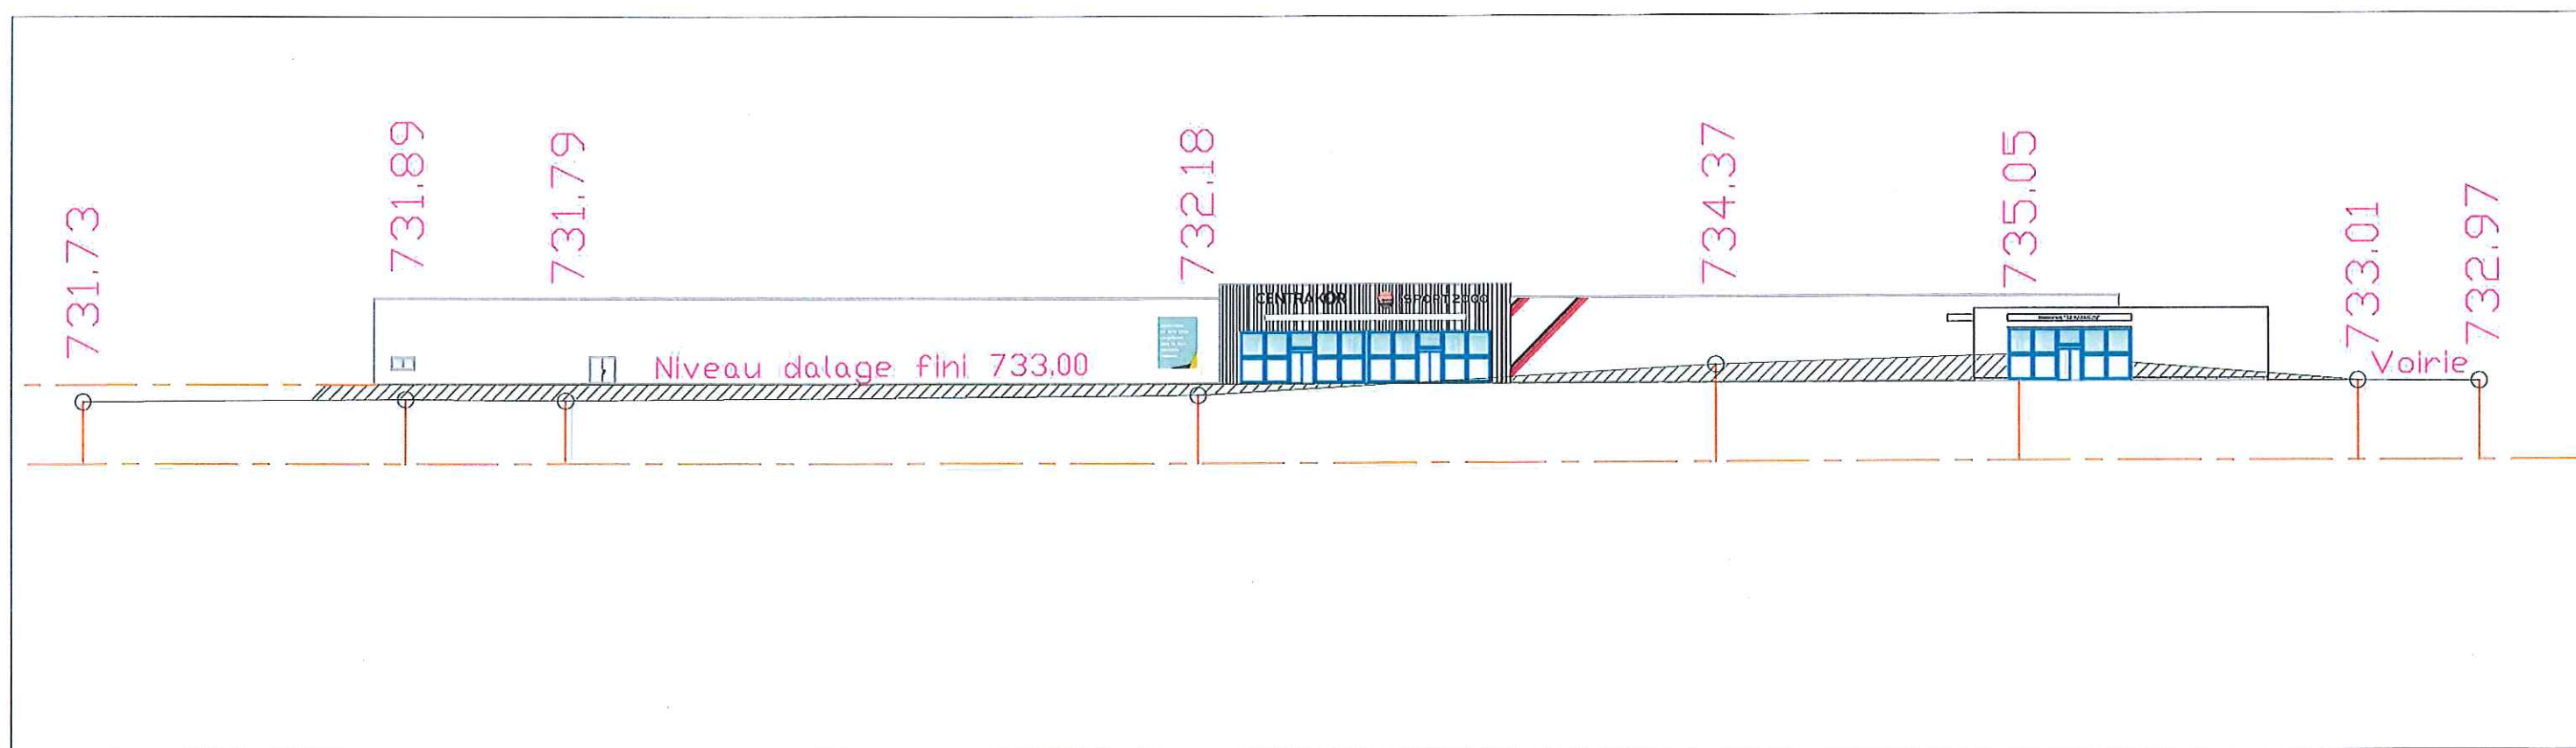 731.73
731.89
731.79
732.18
734.37
735.05
733.01
732.97
CENTRAKOR
SPORT 2000
Niveau dalage fini 733.00
Voirie